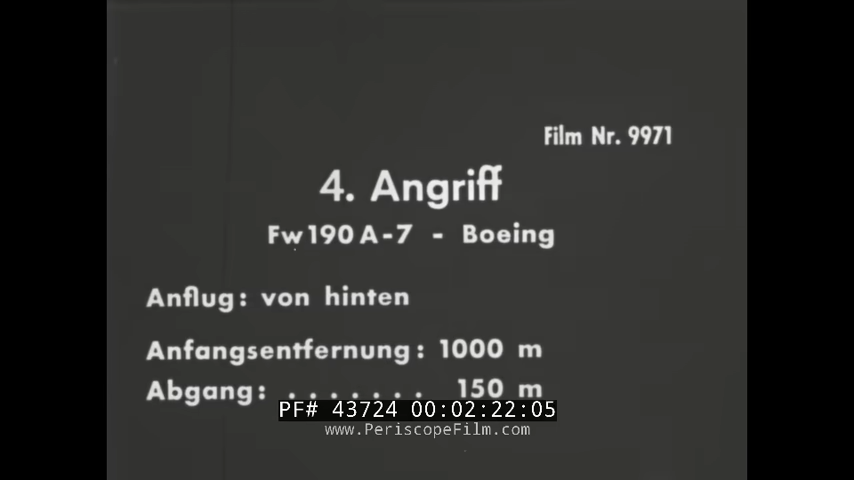 Film Nr. 9971
4. Angriff
Fw 190 A-7 - Boeing
Anflug: von hinten
Anfangsentfernung: 1000 m
Abgang: . . . . . . . 150 m
PF# 43724 00:02:22:05
www.PeriscopeFilm.com